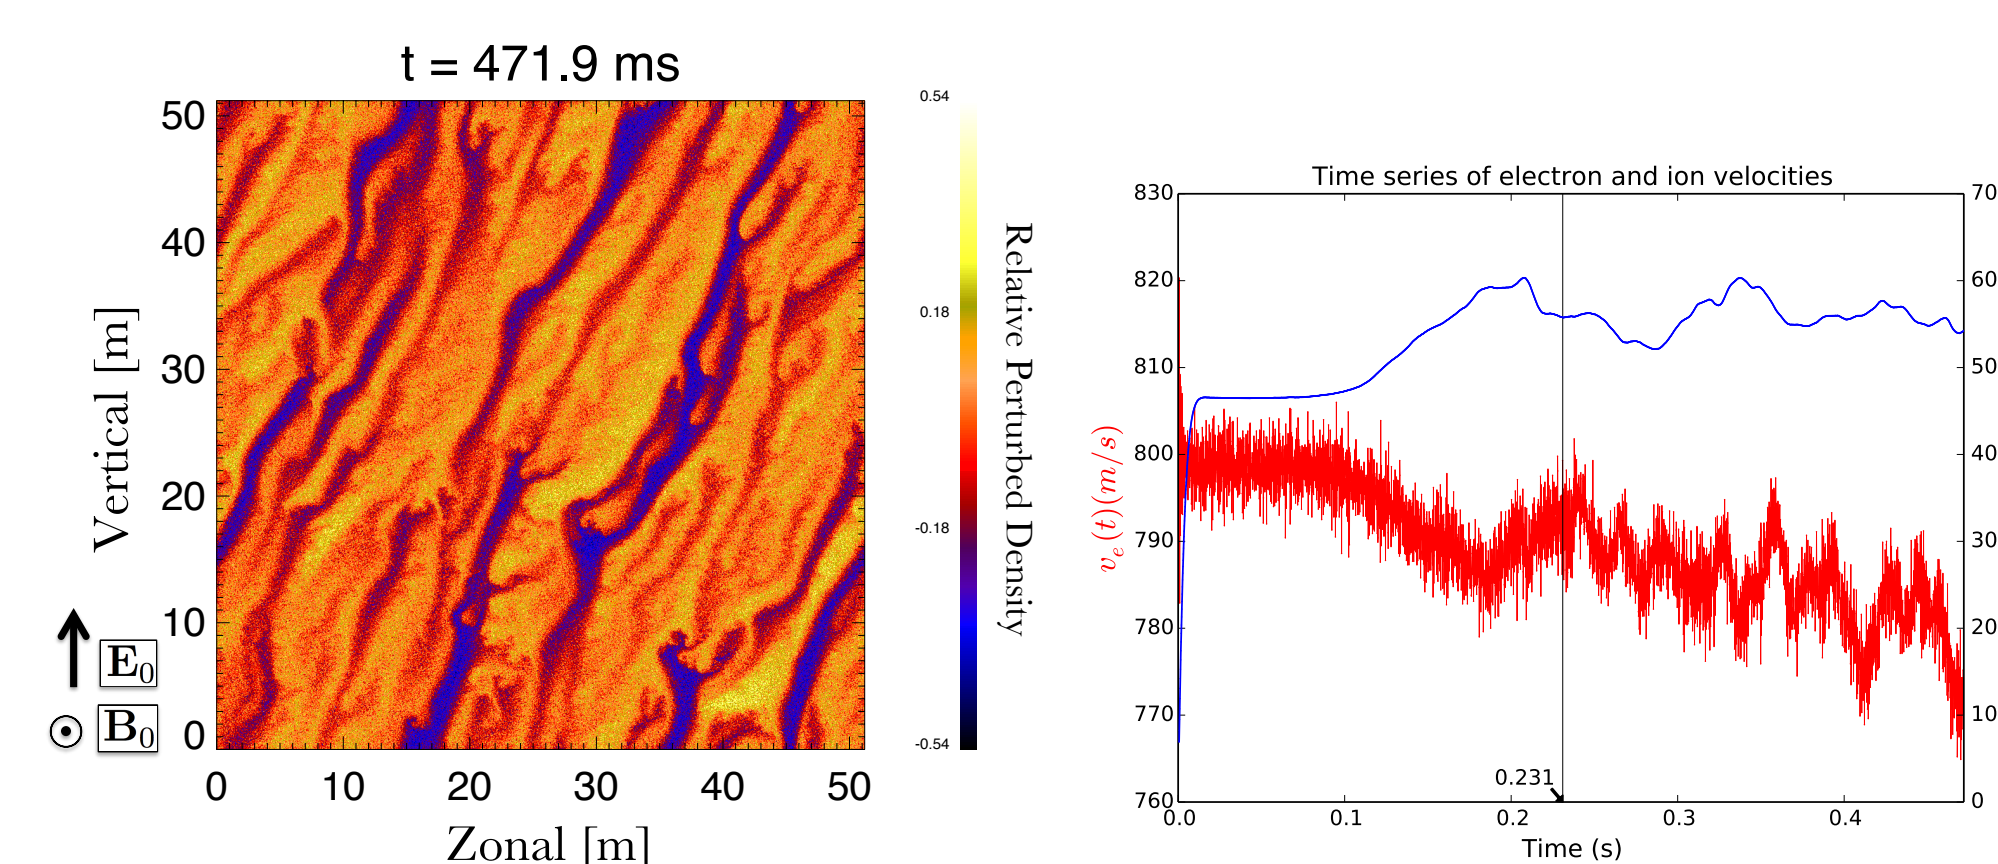 t = 471.9 ms
50
40
30
20
10
0
0 10 20 30 40 50
Vertical [m]
Zonal [m]
E₀
B₀
0.54
0.18
-0.18
-0.54
Relative Perturbed Density
Time series of electron and ion velocities
830
820
810
800
790
780
770
760
vₑ(t)(m/s)
70
60
50
40
30
20
10
0
0.231
0.0 0.1 0.2 0.3 0.4
Time (s)